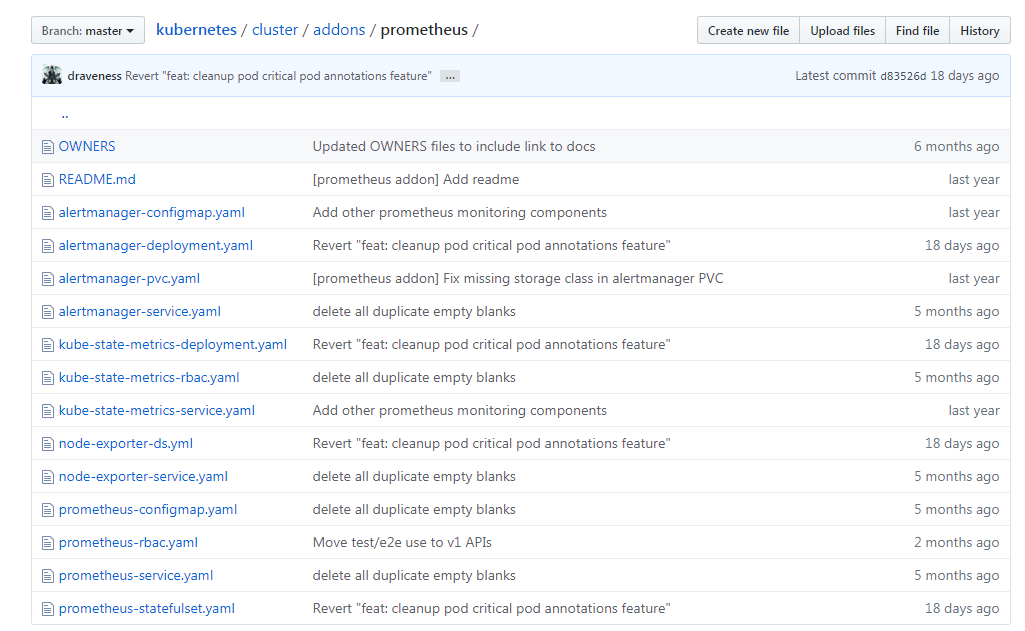 Branch: master kubernetes / cluster / addons / prometheus / Create new file Upload files Find file History
draveness Revert "feat: cleanup pod critical pod annotations feature" ... Latest commit d83526d 18 days ago
..
OWNERS Updated OWNERS files to include link to docs 6 months ago
README.md [prometheus addon] Add readme last year
alertmanager-configmap.yaml Add other prometheus monitoring components last year
alertmanager-deployment.yaml Revert "feat: cleanup pod critical pod annotations feature" 18 days ago
alertmanager-pvc.yaml [prometheus addon] Fix missing storage class in alertmanager PVC last year
alertmanager-service.yaml delete all duplicate empty blanks 5 months ago
kube-state-metrics-deployment.yaml Revert "feat: cleanup pod critical pod annotations feature" 18 days ago
kube-state-metrics-rbac.yaml delete all duplicate empty blanks 5 months ago
kube-state-metrics-service.yaml Add other prometheus monitoring components last year
node-exporter-ds.yml Revert "feat: cleanup pod critical pod annotations feature" 18 days ago
node-exporter-service.yaml delete all duplicate empty blanks 5 months ago
prometheus-configmap.yaml delete all duplicate empty blanks 5 months ago
prometheus-rbac.yaml Move test/e2e use to v1 APIs 2 months ago
prometheus-service.yaml delete all duplicate empty blanks 5 months ago
prometheus-statefulset.yaml Revert "feat: cleanup pod critical pod annotations feature" 18 days ago